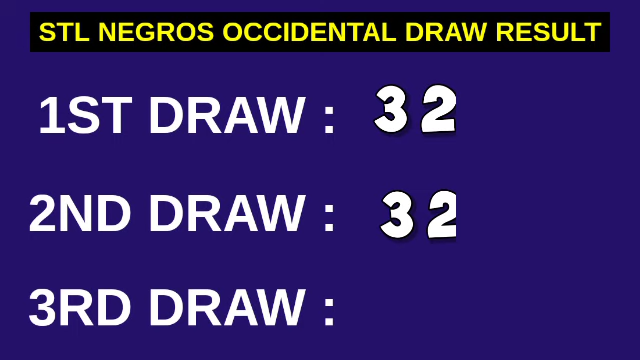 STL NEGROS OCCIDENTAL DRAW RESULT
1ST DRAW : 3 2
2ND DRAW : 3 2
3RD DRAW :